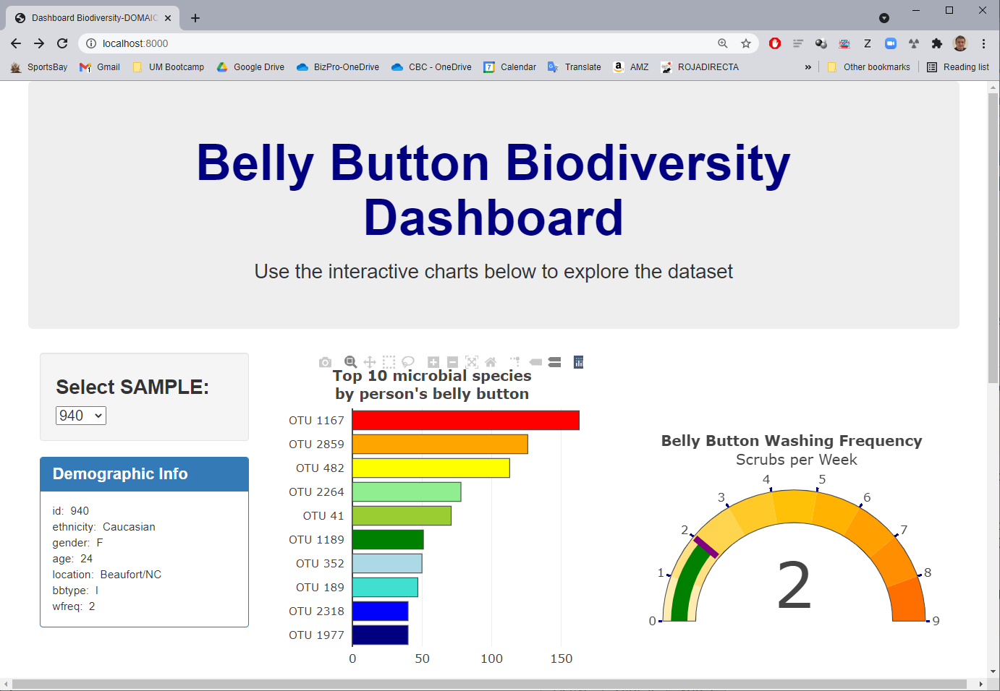 Dashboard Biodiversity-DOMAIC
localhost:8000
SportsBay Gmail UM Bootcamp Google Drive BizPro-OneDrive CBC - OneDrive 7 Calendar Translate AMZ ROJADIRECTA » Other bookmarks Reading list
Belly Button Biodiversity
Dashboard
Use the interactive charts below to explore the dataset
Select SAMPLE:
940
Demographic Info
id: 940
ethnicity: Caucasian
gender: F
age: 24
location: Beaufort/NC
bbtype: I
wfreq: 2
Top 10 microbial species
by person's belly button
OTU 1167
OTU 2859
OTU 482
OTU 2264
OTU 41
OTU 1189
OTU 352
OTU 189
OTU 2318
OTU 1977
0 50 100 150
Belly Button Washing Frequency
Scrubs per Week
0
1
2
3
4
5
6
7
8
9
2